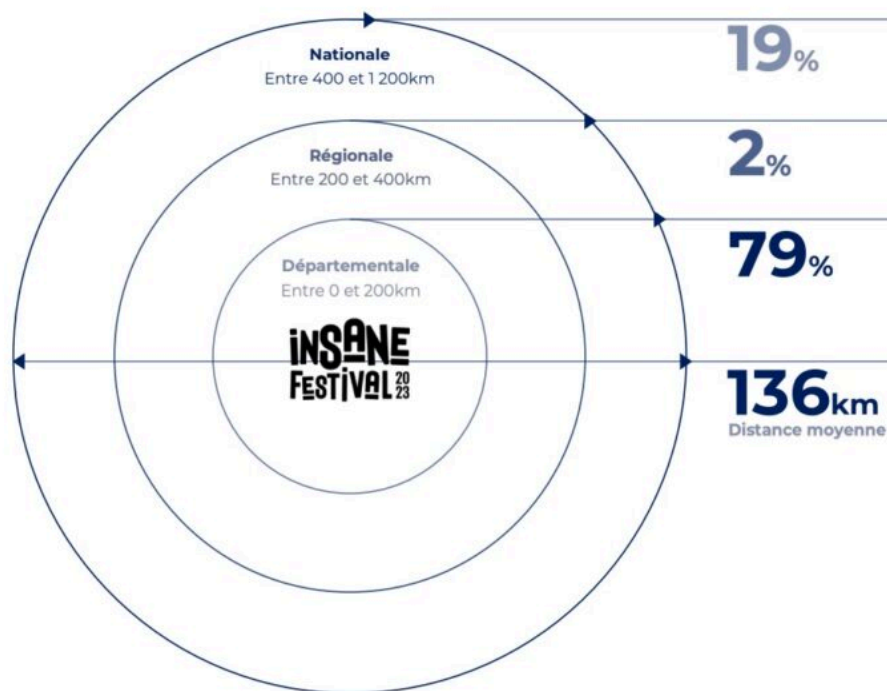 Nationale
Entre 400 et 1 200km
19%
Régionale
Entre 200 et 400km
2%
Départementale
Entre 0 et 200km
79%
INSANE
FESTIVAL 2023
136km
Distance moyenne